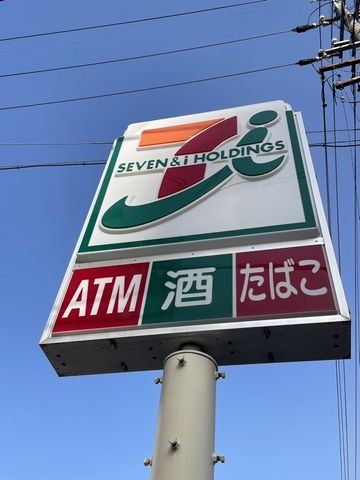 SEVEN & i HOLDINGS
ATM 酒 たばこ